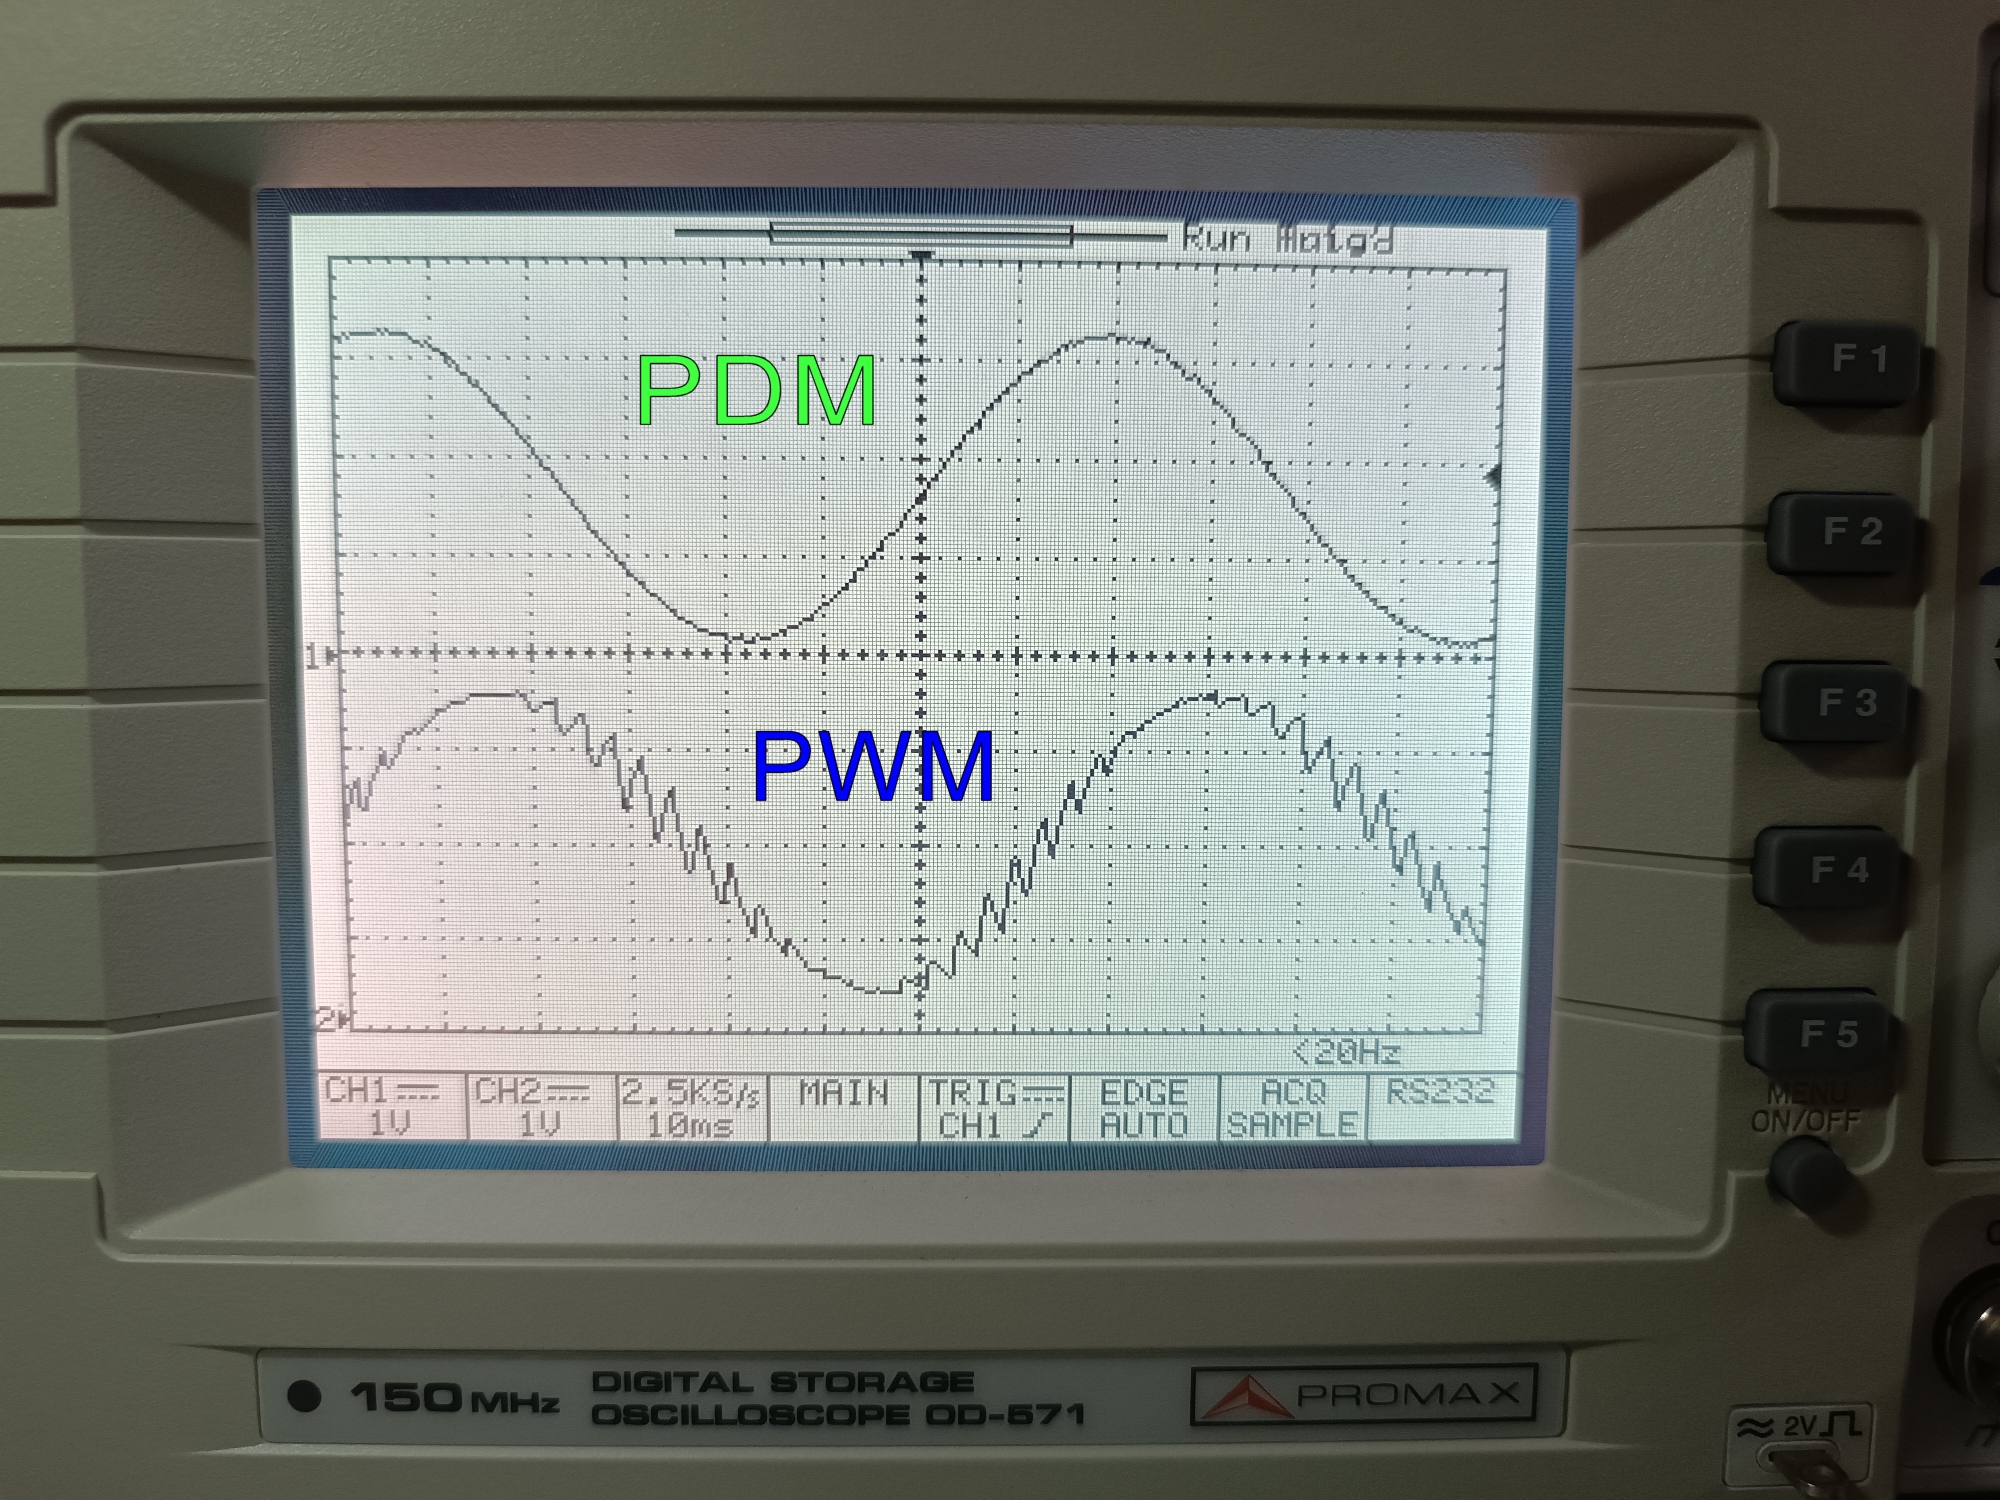 Run
PDM
F 1
F 2
1
PWM
F 3
F 4
2
F 5
<20Hz
CH1 CH2 2.5KS/s MAIN TRIG EDGE ACQ RS232
1V 1V 10ms CH1 AUTO SAMPLE
MENU
ON/OFF
150 MHz DIGITAL STORAGE
OSCILLOSCOPE OD-571
PROMAX
2V